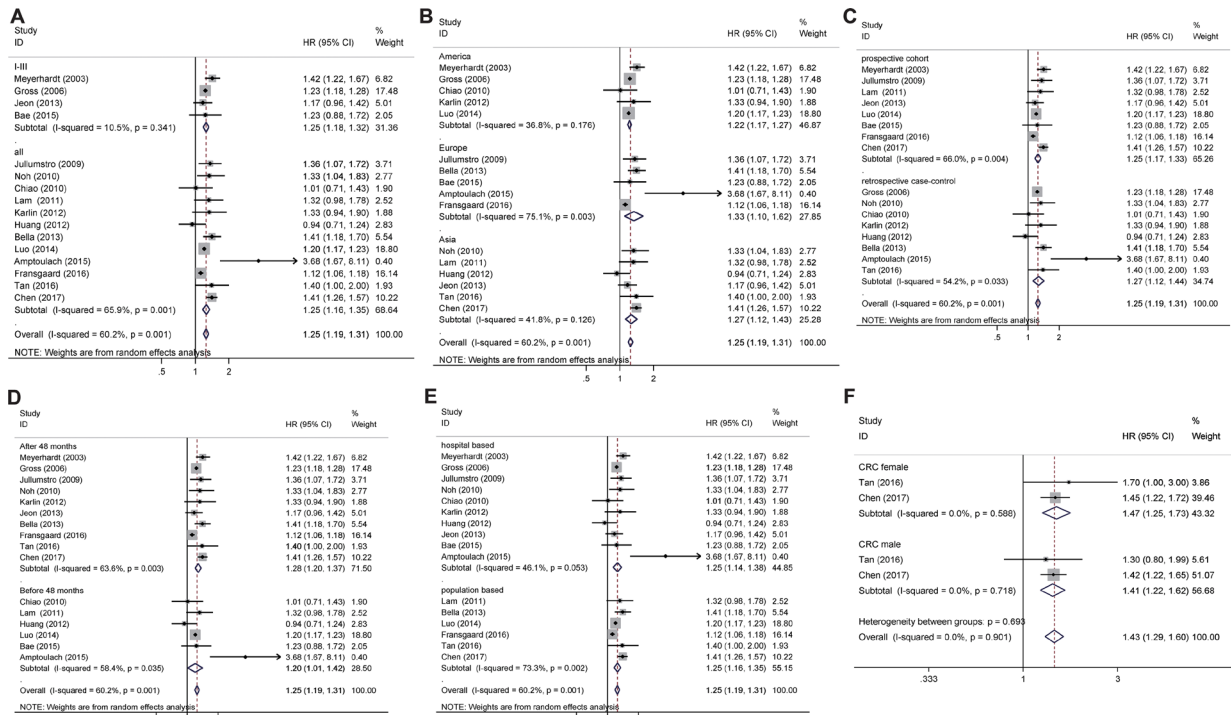 A
Study
%
ID
HR (95% CI)
Weight
I-III
Meyerhardt (2003)
1.42 (1.22, 1.67)
6.82
Gross (2006)
1.23 (1.18, 1.28)
17.48
Jeon (2013)
1.17 (0.96, 1.42)
5.01
Bae (2015)
1.23 (0.88, 1.72)
2.05
Subtotal (I-squared = 10.5%, p = 0.341)
1.25 (1.18, 1.32)
31.36
.
all
Jullumstro (2009)
1.36 (1.07, 1.72)
3.71
Noh (2010)
1.33 (1.04, 1.83)
2.77
Chiao (2010)
1.01 (0.71, 1.43)
1.90
Lam (2011)
1.32 (0.98, 1.78)
2.52
Karlin (2012)
1.33 (0.94, 1.90)
1.88
Huang (2012)
0.94 (0.71, 1.24)
2.83
Bella (2013)
1.41 (1.18, 1.70)
5.54
Luo (2014)
1.20 (1.17, 1.23)
18.80
Amptoulach (2015)
3.68 (1.67, 8.11)
0.40
Fransgaard (2016)
1.12 (1.06, 1.18)
16.14
Tan (2016)
1.40 (1.00, 2.00)
1.93
Chen (2017)
1.41 (1.26, 1.57)
10.22
Subtotal (I-squared = 65.9%, p = 0.001)
1.25 (1.16, 1.35)
68.64
.
Overall (I-squared = 60.2%, p = 0.001)
1.25 (1.19, 1.31)
100.00
NOTE: Weights are from random effects analysis
.5
1
2
B
Study
%
ID
HR (95% CI)
Weight
America
Meyerhardt (2003)
1.42 (1.22, 1.67)
6.82
Gross (2006)
1.23 (1.18, 1.28)
17.48
Chiao (2010)
1.01 (0.71, 1.43)
1.90
Karlin (2012)
1.33 (0.94, 1.90)
1.88
Luo (2014)
1.20 (1.17, 1.23)
18.80
Subtotal (I-squared = 36.8%, p = 0.176)
1.22 (1.17, 1.27)
46.87
.
Europe
Jullumstro (2009)
1.36 (1.07, 1.72)
3.71
Bella (2013)
1.41 (1.18, 1.70)
5.54
Bae (2015)
1.23 (0.88, 1.72)
2.05
Amptoulach (2015)
3.68 (1.67, 8.11)
0.40
Fransgaard (2016)
1.12 (1.06, 1.18)
16.14
Subtotal (I-squared = 75.1%, p = 0.003)
1.33 (1.10, 1.62)
27.85
.
Asia
Noh (2010)
1.33 (1.04, 1.83)
2.77
Lam (2011)
1.32 (0.98, 1.78)
2.52
Huang (2012)
0.94 (0.71, 1.24)
2.83
Jeon (2013)
1.17 (0.96, 1.42)
5.01
Tan (2016)
1.40 (1.00, 2.00)
1.93
Chen (2017)
1.41 (1.26, 1.57)
10.22
Subtotal (I-squared = 41.8%, p = 0.126)
1.27 (1.12, 1.43)
25.28
.
Overall (I-squared = 60.2%, p = 0.001)
1.25 (1.19, 1.31)
100.00
NOTE: Weights are from random effects analysis
.5
1
2
C
Study
%
ID
HR (95% CI)
Weight
prospective cohort
Meyerhardt (2003)
1.42 (1.22, 1.67)
6.82
Jullumstro (2009)
1.36 (1.07, 1.72)
3.71
Lam (2011)
1.32 (0.98, 1.78)
2.52
Jeon (2013)
1.17 (0.96, 1.42)
5.01
Luo (2014)
1.20 (1.17, 1.23)
18.80
Bae (2015)
1.23 (0.88, 1.72)
2.05
Fransgaard (2016)
1.12 (1.06, 1.18)
16.14
Chen (2017)
1.41 (1.26, 1.57)
10.22
Subtotal (I-squared = 66.0%, p = 0.004)
1.25 (1.17, 1.33)
65.26
.
retrospective case-control
Gross (2006)
1.23 (1.18, 1.28)
17.48
Noh (2010)
1.33 (1.04, 1.83)
2.77
Chiao (2010)
1.01 (0.71, 1.43)
1.90
Karlin (2012)
1.33 (0.94, 1.90)
1.88
Huang (2012)
0.94 (0.71, 1.24)
2.83
Bella (2013)
1.41 (1.18, 1.70)
5.54
Amptoulach (2015)
3.68 (1.67, 8.11)
0.40
Tan (2016)
1.40 (1.00, 2.00)
1.93
Subtotal (I-squared = 54.2%, p = 0.033)
1.27 (1.12, 1.44)
34.74
.
Overall (I-squared = 60.2%, p = 0.001)
1.25 (1.19, 1.31)
100.00
NOTE: Weights are from random effects analysis
.5
1
2
D
Study
%
ID
HR (95% CI)
Weight
After 48 months
Meyerhardt (2003)
1.42 (1.22, 1.67)
6.82
Gross (2006)
1.23 (1.18, 1.28)
17.48
Jullumstro (2009)
1.36 (1.07, 1.72)
3.71
Noh (2010)
1.33 (1.04, 1.83)
2.77
Karlin (2012)
1.33 (0.94, 1.90)
1.88
Jeon (2013)
1.17 (0.96, 1.42)
5.01
Bella (2013)
1.41 (1.18, 1.70)
5.54
Fransgaard (2016)
1.12 (1.06, 1.18)
16.14
Tan (2016)
1.40 (1.00, 2.00)
1.93
Chen (2017)
1.41 (1.26, 1.57)
10.22
Subtotal (I-squared = 63.6%, p = 0.003)
1.28 (1.20, 1.37)
71.50
.
Before 48 months
Chiao (2010)
1.01 (0.71, 1.43)
1.90
Lam (2011)
1.32 (0.98, 1.78)
2.52
Huang (2012)
0.94 (0.71, 1.24)
2.83
Luo (2014)
1.20 (1.17, 1.23)
18.80
Bae (2015)
1.23 (0.88, 1.72)
2.05
Amptoulach (2015)
3.68 (1.67, 8.11)
0.40
Subtotal (I-squared = 58.4%, p = 0.035)
1.20 (1.01, 1.42)
28.50
.
Overall (I-squared = 60.2%, p = 0.001)
1.25 (1.19, 1.31)
100.00
NOTE: Weights are from random effects analysis
E
Study
%
ID
HR (95% CI)
Weight
hospital based
Meyerhardt (2003)
1.42 (1.22, 1.67)
6.82
Gross (2006)
1.23 (1.18, 1.28)
17.48
Jullumstro (2009)
1.36 (1.07, 1.72)
3.71
Noh (2010)
1.33 (1.04, 1.83)
2.77
Chiao (2010)
1.01 (0.71, 1.43)
1.90
Karlin (2012)
1.33 (0.94, 1.90)
1.88
Huang (2012)
0.94 (0.71, 1.24)
2.83
Jeon (2013)
1.17 (0.96, 1.42)
5.01
Bae (2015)
1.23 (0.88, 1.72)
2.05
Amptoulach (2015)
3.68 (1.67, 8.11)
0.40
Subtotal (I-squared = 46.1%, p = 0.053)
1.25 (1.14, 1.38)
44.85
.
population based
Lam (2011)
1.32 (0.98, 1.78)
2.52
Bella (2013)
1.41 (1.18, 1.70)
5.54
Luo (2014)
1.20 (1.17, 1.23)
18.80
Fransgaard (2016)
1.12 (1.06, 1.18)
16.14
Tan (2016)
1.40 (1.00, 2.00)
1.93
Chen (2017)
1.41 (1.26, 1.57)
10.22
Subtotal (I-squared = 73.3%, p = 0.002)
1.25 (1.16, 1.35)
55.15
.
Overall (I-squared = 60.2%, p = 0.001)
1.25 (1.19, 1.31)
100.00
NOTE: Weights are from random effects analysis
F
Study
%
ID
HR (95% CI)
Weight
CRC female
Tan (2016)
1.70 (1.00, 3.00)
3.86
Chen (2017)
1.45 (1.22, 1.72)
39.46
Subtotal (I-squared = 0.0%, p = 0.588)
1.47 (1.25, 1.73)
43.32
.
CRC male
Tan (2016)
1.30 (0.80, 1.99)
5.61
Chen (2017)
1.42 (1.22, 1.65)
51.07
Subtotal (I-squared = 0.0%, p = 0.718)
1.41 (1.22, 1.62)
56.68
.
Heterogeneity between groups: p = 0.693
Overall (I-squared = 0.0%, p = 0.901)
1.43 (1.29, 1.60)
100.00
.333
1
3